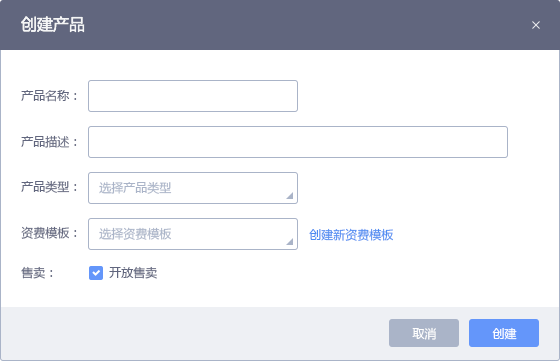 创建产品
产品名称：
产品描述：
产品类型： 选择产品类型
资费模板： 选择资费模板 创建新资费模板
售卖： 开放售卖
取消 创建